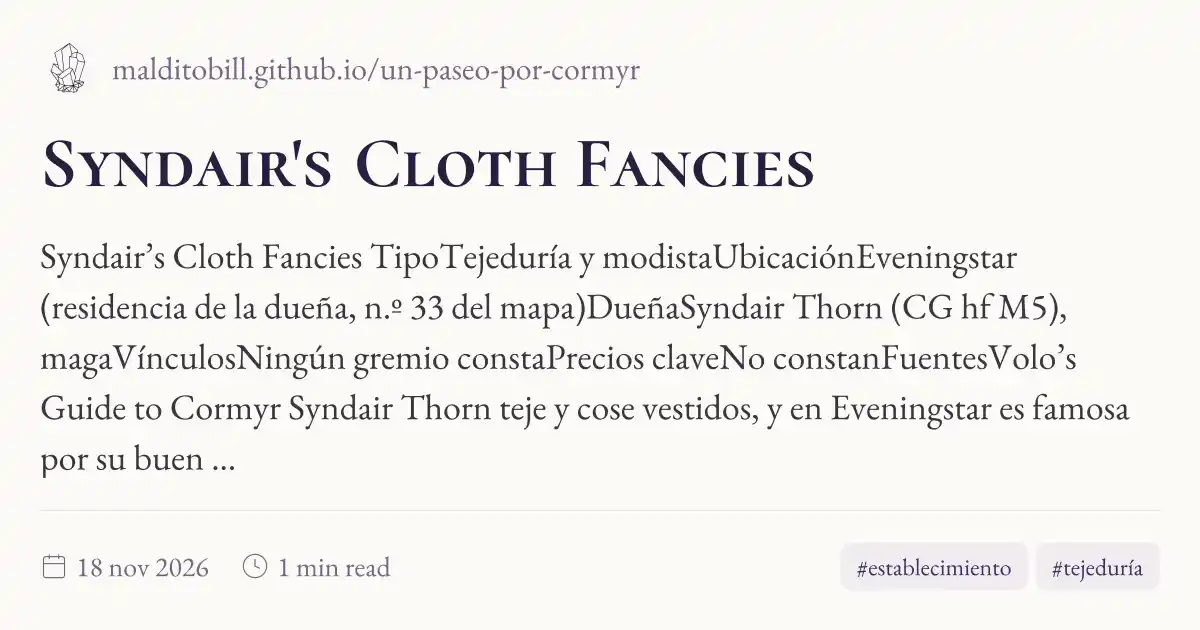 malditobill.github.io/un-paseo-por-cormyr
Syndair's Cloth Fancies
Syndair’s Cloth Fancies TipoTejeduría y modistaUbicaciónEveningstar
(residencia de la dueña, n.º 33 del mapa)DueñaSyndair Thorn (CG hf M5),
magaVínculosNingún gremio constaPrecios claveNo constanFuentesVolo’s
Guide to Cormyr Syndair Thorn teje y cose vestidos, y en Eveningstar es famosa
por su buen ...
18 nov 2026 1 min read #establecimiento #tejeduría